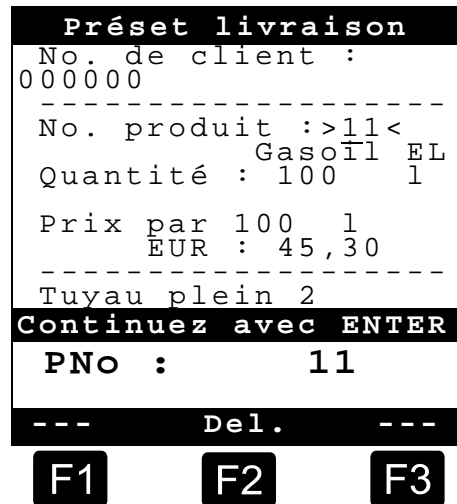 Préset livraison
No. de client :
000000
--------------------
No. produit :>11<
Gasoil EL
Quantité : 100 l
Prix par 100 l
EUR : 45,30
--------------------
Tuyau plein 2
Continuez avec ENTER
PNo : 11
--- Del. ---
F1 F2 F3